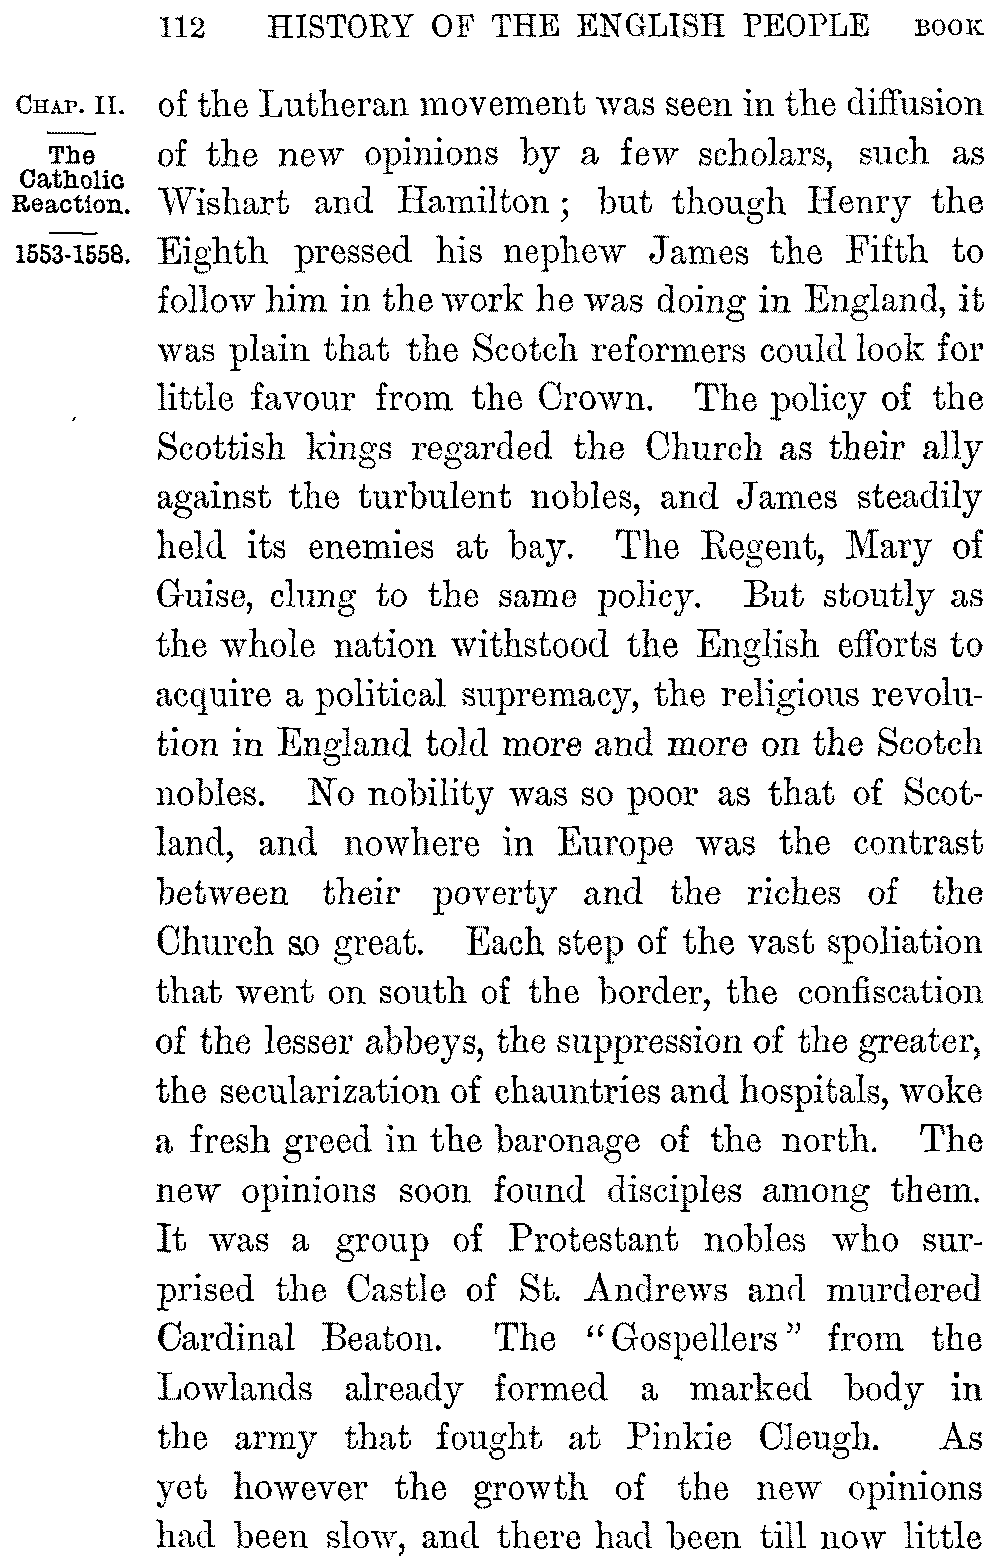 112 HISTORY OF THE ENGLISH PEOPLE BOOK
CHAP. II.
The
Catholic
Reaction.
1553-1558.
of the Lutheran movement was seen in the diffusion
of the new opinions by a few scholars, such as
Wishart and Hamilton; but though Henry the
Eighth pressed his nephew James the Fifth to
follow him in the work he was doing in England, it
was plain that the Scotch reformers could look for
little favour from the Crown. The policy of the
Scottish kings regarded the Church as their ally
against the turbulent nobles, and James steadily
held its enemies at bay. The Regent, Mary of
Guise, clung to the same policy. But stoutly as
the whole nation withstood the English efforts to
acquire a political supremacy, the religious revolu-
tion in England told more and more on the Scotch
nobles. No nobility was so poor as that of Scot-
land, and nowhere in Europe was the contrast
between their poverty and the riches of the
Church so great. Each step of the vast spoliation
that went on south of the border, the confiscation
of the lesser abbeys, the suppression of the greater,
the secularization of chauntries and hospitals, woke
a fresh greed in the baronage of the north. The
new opinions soon found disciples among them.
It was a group of Protestant nobles who sur-
prised the Castle of St. Andrews and murdered
Cardinal Beaton. The "Gospellers" from the
Lowlands already formed a marked body in
the army that fought at Pinkie Cleugh. As
yet however the growth of the new opinions
had been slow, and there had been till now little